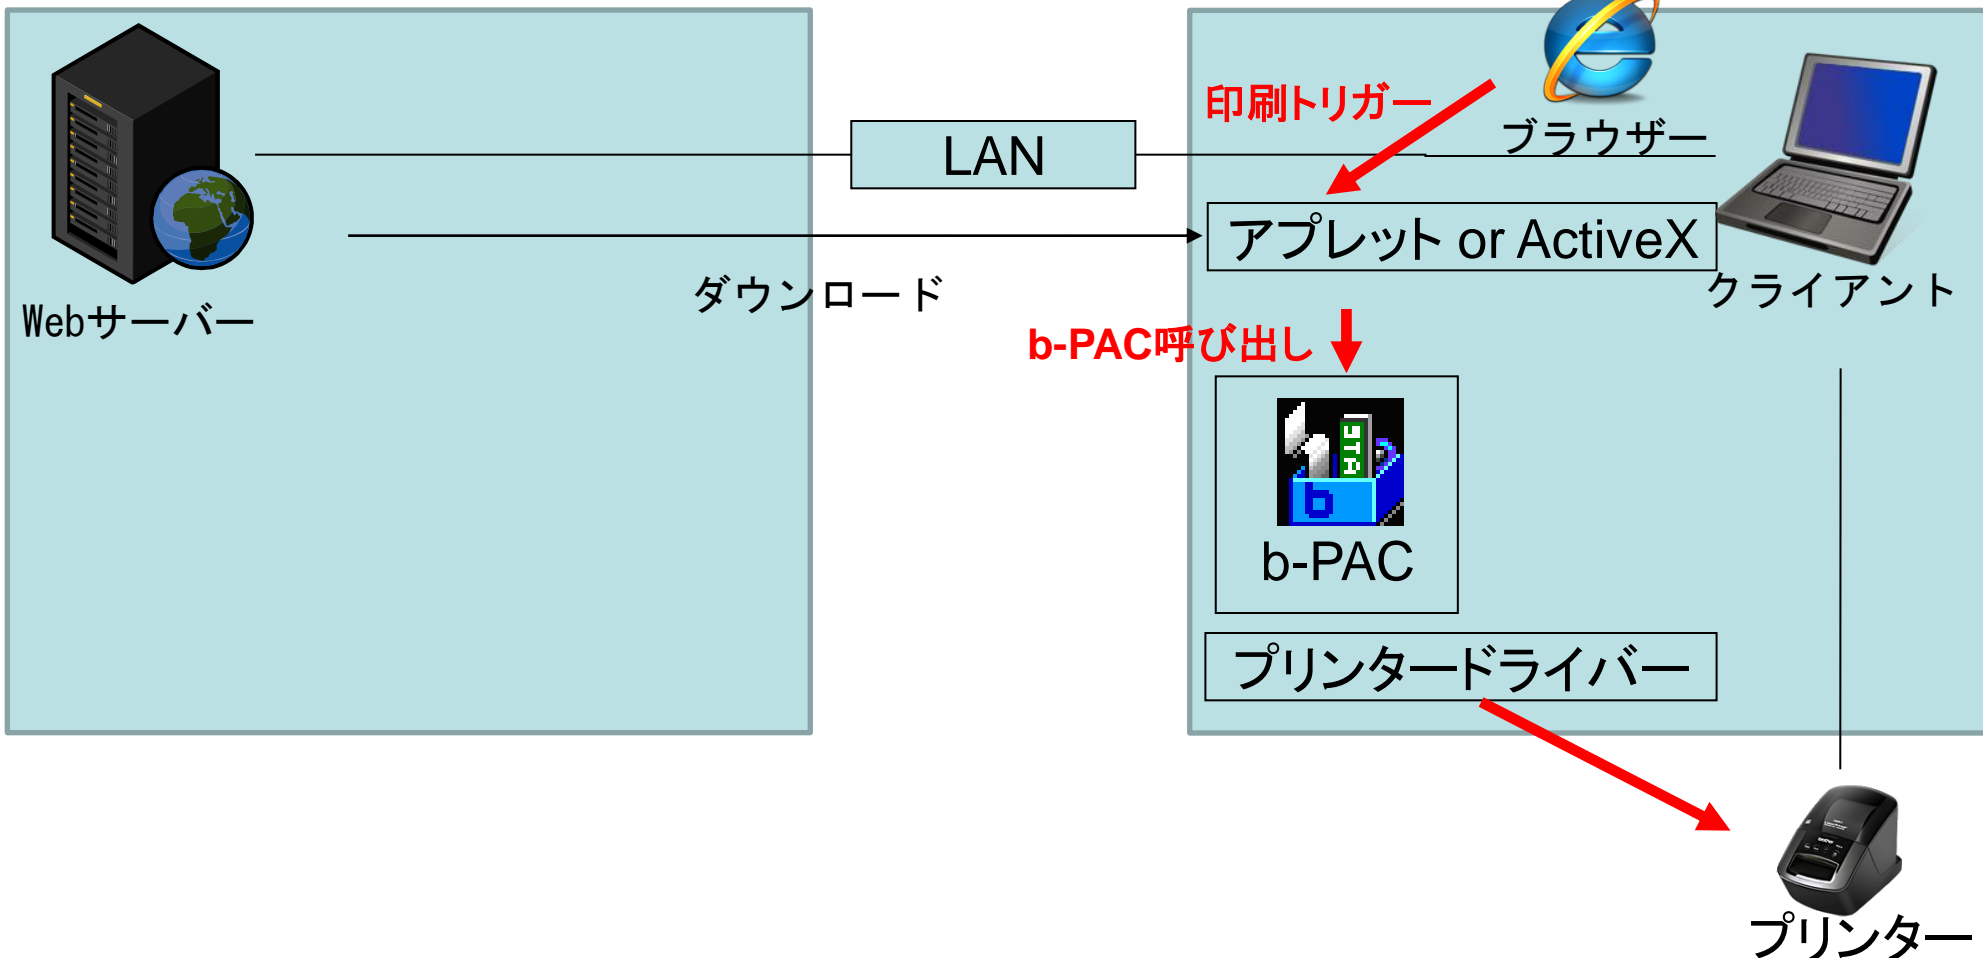 印刷トリガー
ブラウザー
LAN
アプレット or ActiveX
ダウンロード
クライアント
Webサーバー
b-PAC呼び出し
b-PAC
プリンタードライバー
プリンター